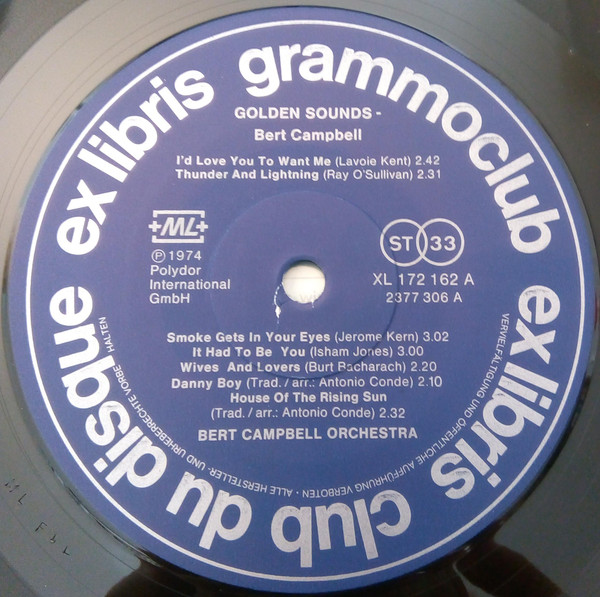 ex libris grammoclub
ex libris club du disque
GOLDEN SOUNDS -
Bert Campbell
I'd Love You To Want Me (Lavoie Kent) 2.42
Thunder And Lightning (Ray O'Sullivan) 2.31
+ML+
ST 33
℗ 1974
Polydor
International
GmbH
XL 172 162 A
2377 306 A
Smoke Gets In Your Eyes (Jerome Kern) 3.02
It Had To Be You (Isham Jones) 3.00
Wives And Lovers (Burt Bacharach) 2.20
Danny Boy (Trad. / arr.: Antonio Conde) 2.10
House Of The Rising Sun
(Trad. / arr.: Antonio Conde) 2.32
BERT CAMPBELL ORCHESTRA
VERVIELFÄLTIGUNG UND ÖFFENTLICHE AUFFÜHRUNG VERBOTEN · ALLE HERSTELLER- UND URHEBERRECHTE VORBEHALTEN